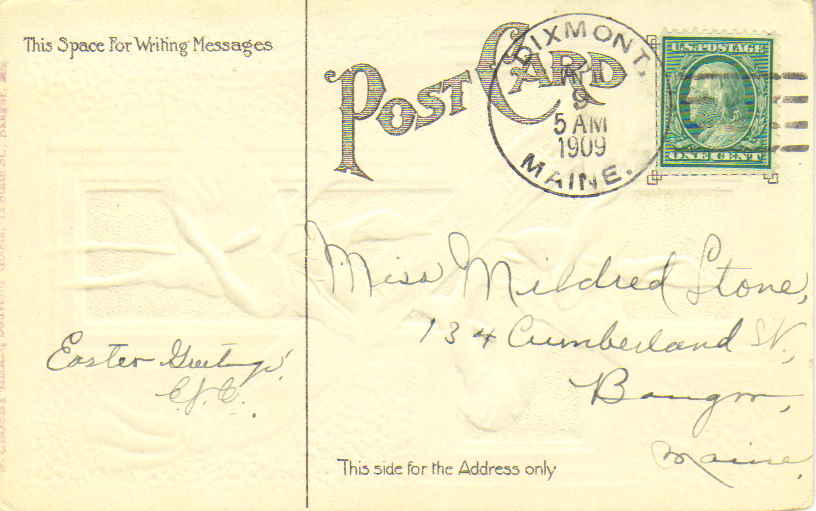 This Space For Writing Messages
POST CARD
DIXMONT,
9
5 AM
1909
MAINE.
U.S. POSTAGE
ONE CENT
Miss Mildred Stone,
134 Cumberland St,
Bangor,
Maine,
Easter Greetings!
This side for the Address only